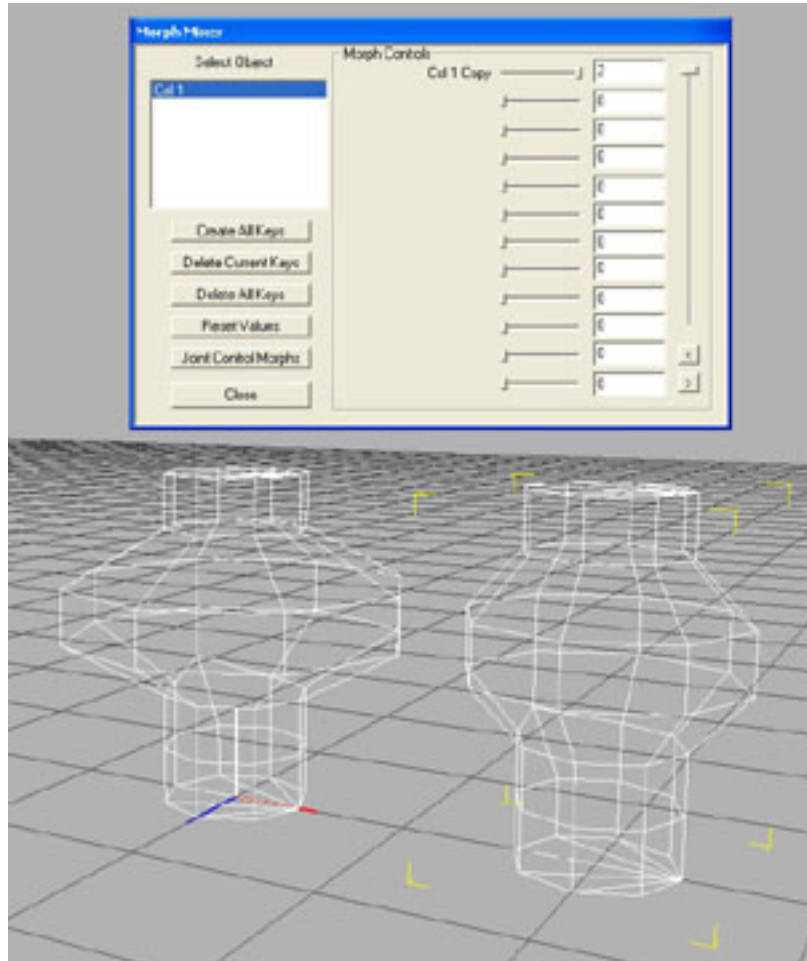 Morph Mixer
Select Object
Col 1
Create All Keys
Delete Current Keys
Delete All Keys
Reset Values
Joint Control Morphs
Close
Morph Controls
Col 1 Copy 2
0
0
0
0
0
0
0
0
0
0
0
<
>